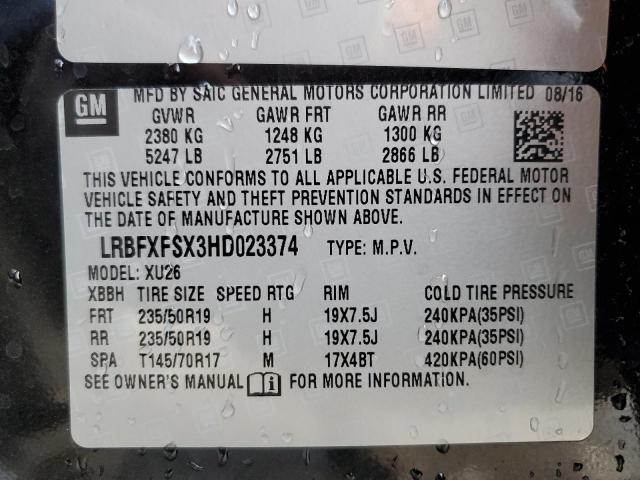 GM
MFD BY SAIC GENERAL MOTORS CORPORATION LIMITED 08/16
GVWR GAWR FRT GAWR RR
2380 KG 1248 KG 1300 KG
5247 LB 2751 LB 2866 LB
THIS VEHICLE CONFORMS TO ALL APPLICABLE U.S. FEDERAL MOTOR
VEHICLE SAFETY AND THEFT PREVENTION STANDARDS IN EFFECT ON
THE DATE OF MANUFACTURE SHOWN ABOVE.
LRBFXFSX3HD023374 TYPE: M.P.V.
MODEL: XU26
XBBH TIRE SIZE SPEED RTG RIM COLD TIRE PRESSURE
FRT 235/50R19 H 19X7.5J 240KPA(35PSI)
RR 235/50R19 H 19X7.5J 240KPA(35PSI)
SPA T145/70R17 M 17X4BT 420KPA(60PSI)
SEE OWNER'S MANUAL FOR MORE INFORMATION.